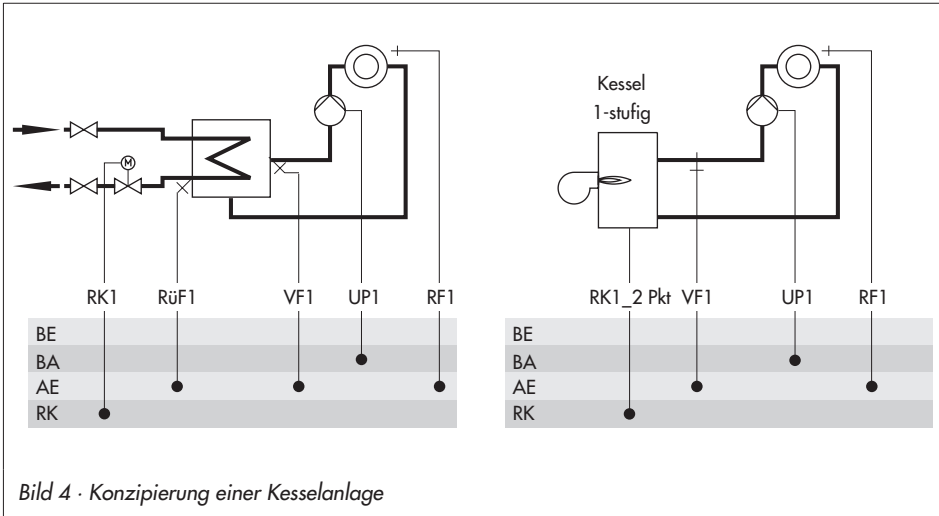 Kessel
1-stufig
M
RK1 RüF1 VF1 UP1 RF1
BE
BA
AE
RK
RK1_2 Pkt VF1 UP1 RF1
BE
BA
AE
RK
Bild 4 · Konzipierung einer Kesselanlage